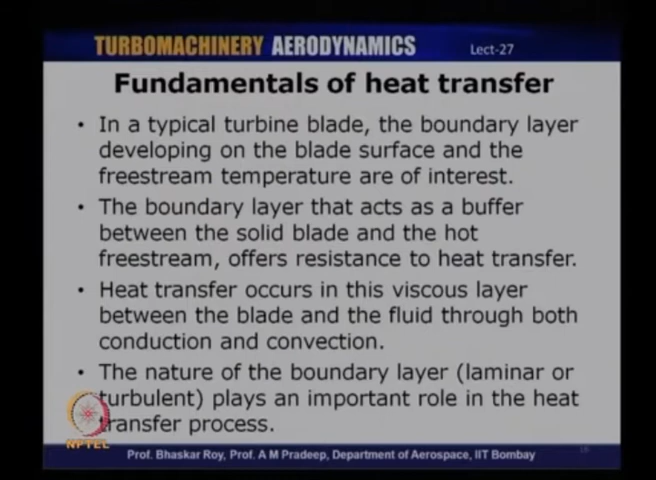 TURBOMACHINERY AERODYNAMICS Lect-27
Fundamentals of heat transfer
• In a typical turbine blade, the boundary layer
developing on the blade surface and the
freestream temperature are of interest.
• The boundary layer that acts as a buffer
between the solid blade and the hot
freestream, offers resistance to heat transfer.
• Heat transfer occurs in this viscous layer
between the blade and the fluid through both
conduction and convection.
• The nature of the boundary layer (laminar or
turbulent) plays an important role in the heat
transfer process.
NPTEL
Prof. Bhaskar Roy, Prof. A M Pradeep, Department of Aerospace, IIT Bombay